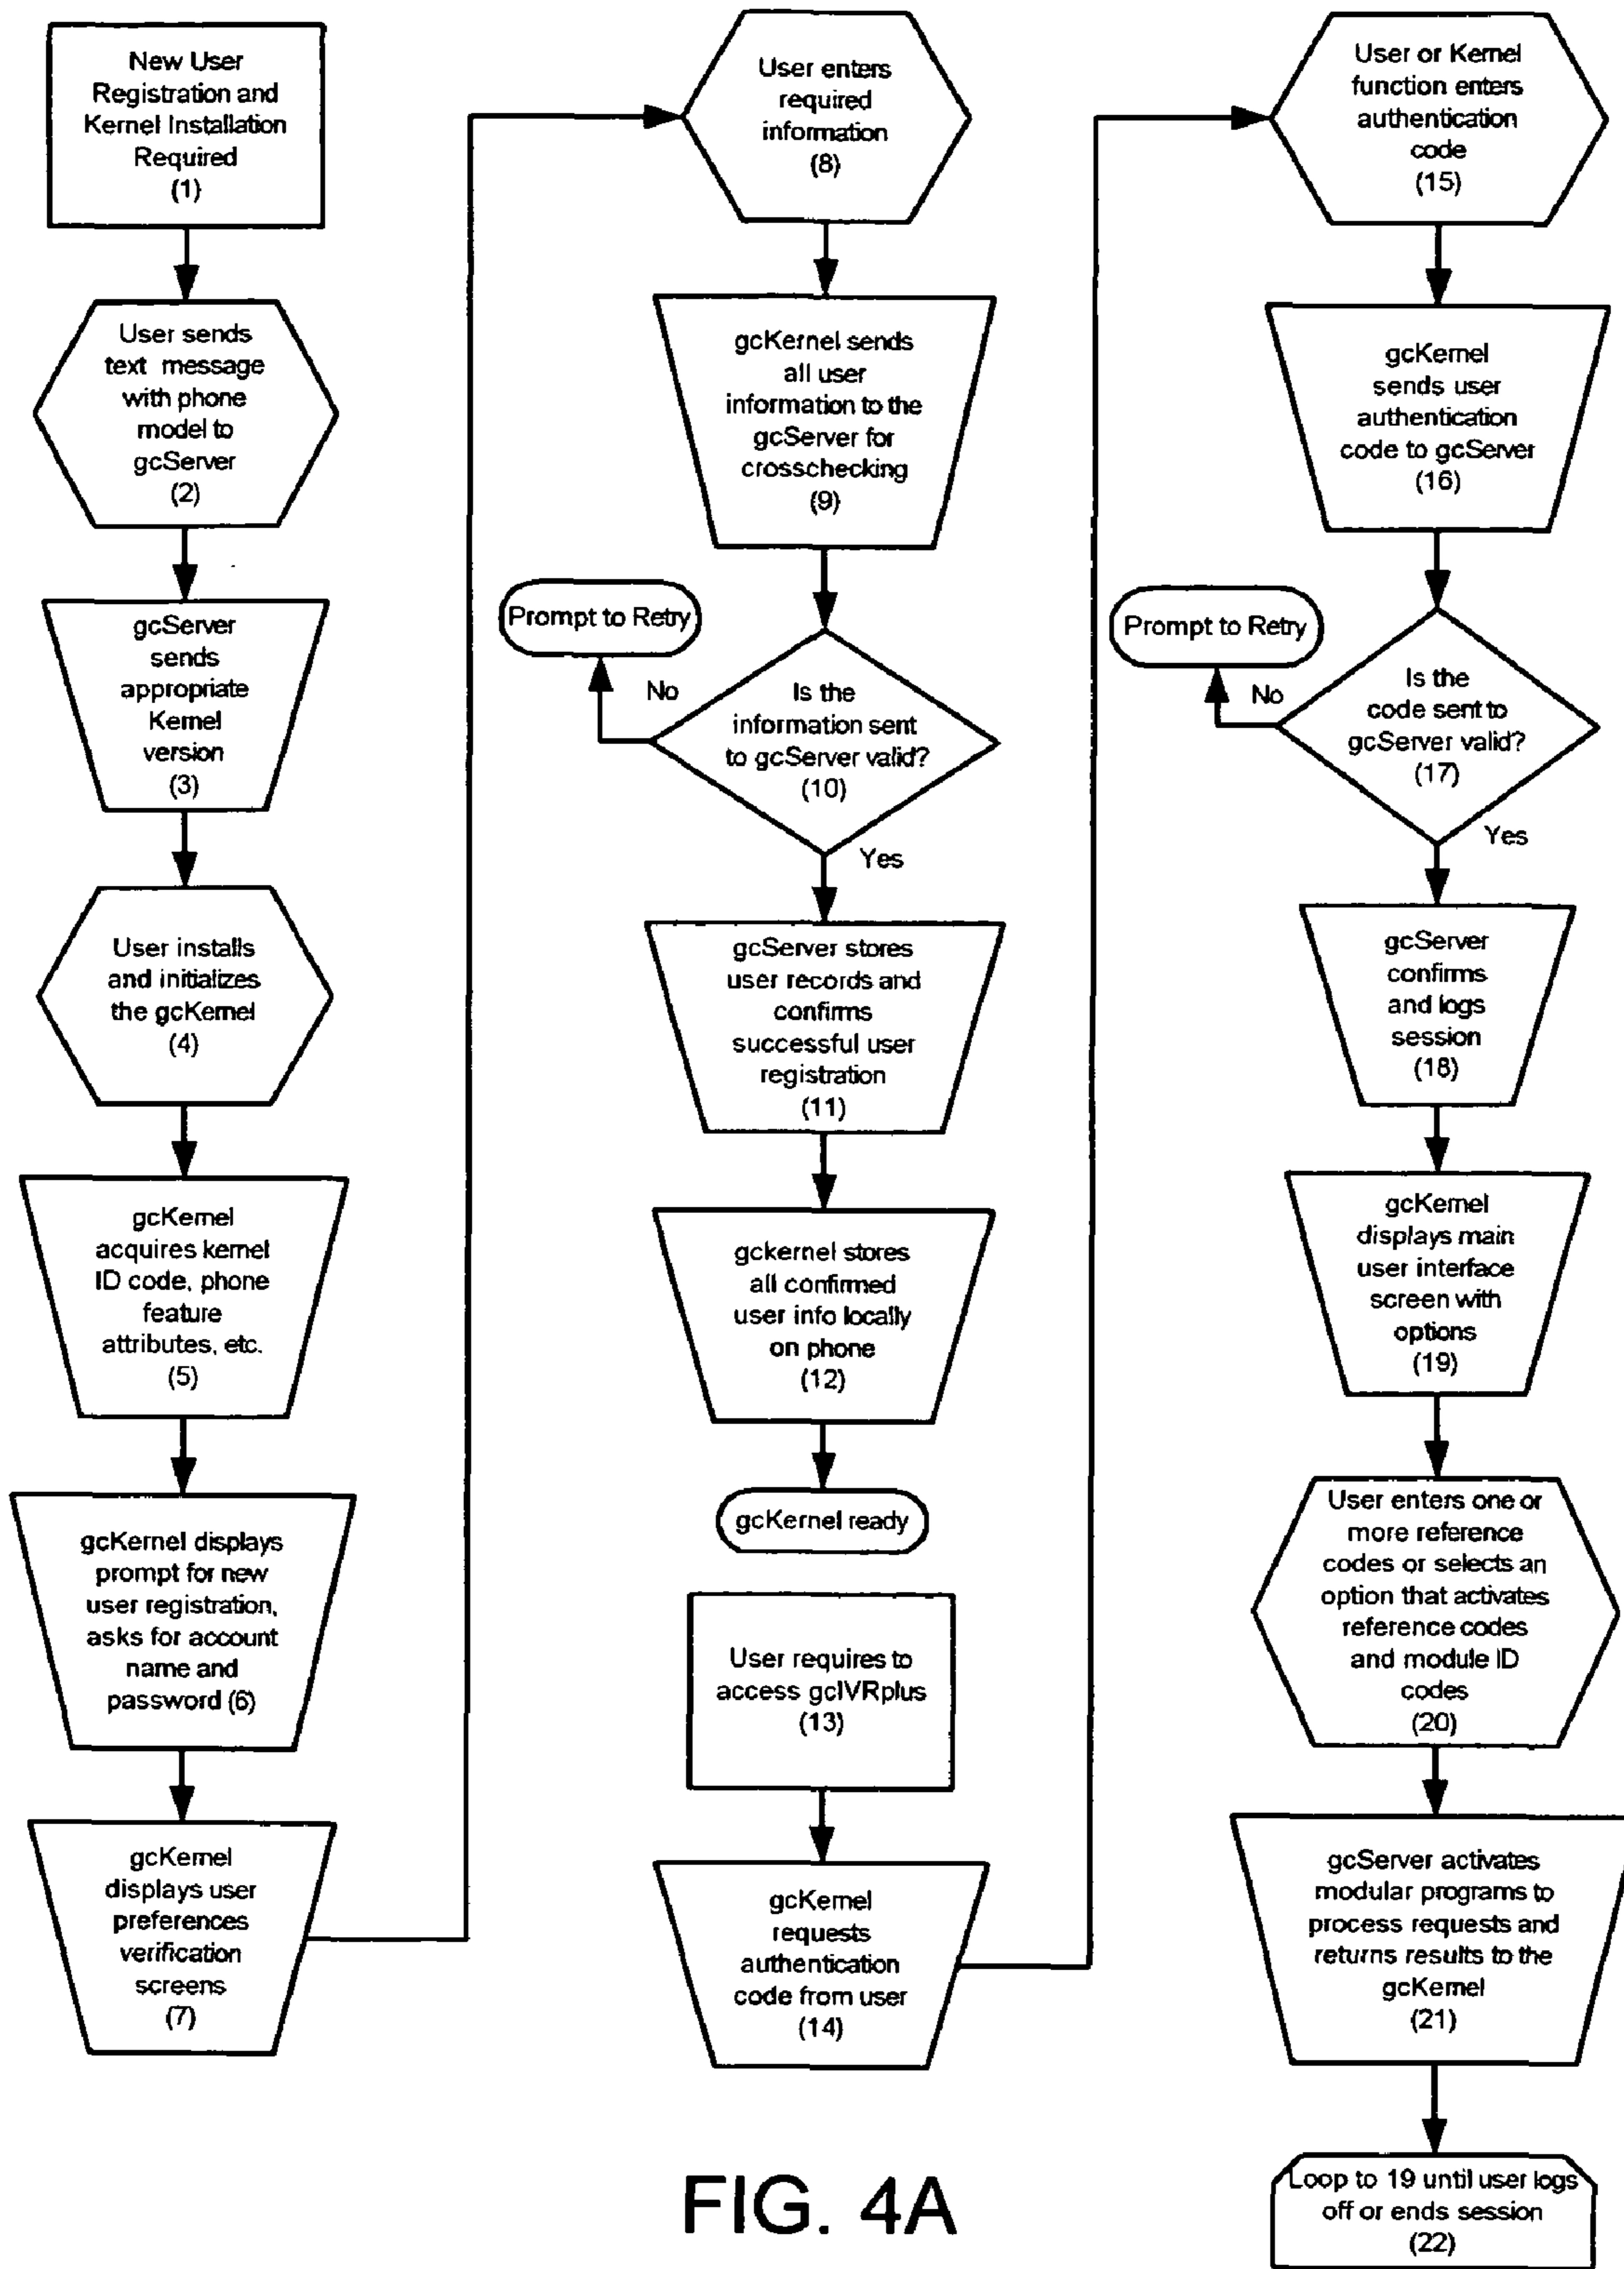 New User
Registration and
Kernel Installation
Required
(1)
User sends
text message
with phone
model to
gcServer
(2)
gcServer
sends
appropriate
Kernel
version
(3)
User installs
and initializes
the gcKernel
(4)
gcKernel
acquires kernel
ID code, phone
feature
attributes, etc.
(5)
gcKernel displays
prompt for new
user registration,
asks for account
name and
password (6)
gcKernel
displays user
preferences
verification
screens
(7)
User enters
required
information
(8)
gcKernel sends
all user
information to the
gcServer for
crosschecking
(9)
Prompt to Retry
No
Is the
information sent
to gcServer valid?
(10)
Yes
gcServer stores
user records and
confirms
successful user
registration
(11)
gckernel stores
all confirmed
user info locally
on phone
(12)
gcKernel ready
User requires to
access gcIVRplus
(13)
gcKernel
requests
authentication
code from user
(14)
User or Kernel
function enters
authentication
code
(15)
gcKernel
sends user
authentication
code to gcServer
(16)
Prompt to Retry
No
Is the
code sent to
gcServer valid?
(17)
Yes
gcServer
confirms
and logs
session
(18)
gcKernel
displays main
user interface
screen with
options
(19)
User enters one or
more reference
codes or selects an
option that activates
reference codes
and module ID
codes
(20)
gcServer activates
modular programs to
process requests and
returns results to the
gcKernel
(21)
Loop to 19 until user logs
off or ends session
(22)
FIG. 4A